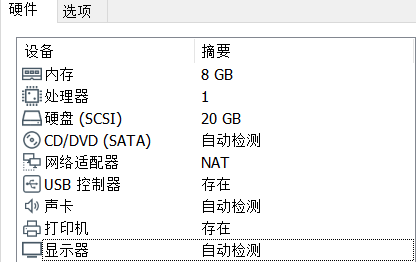 硬件 选项
设备 摘要
内存 8 GB
处理器 1
硬盘 (SCSI) 20 GB
CD/DVD (SATA) 自动检测
网络适配器 NAT
USB 控制器 存在
声卡 自动检测
打印机 存在
显示器 自动检测